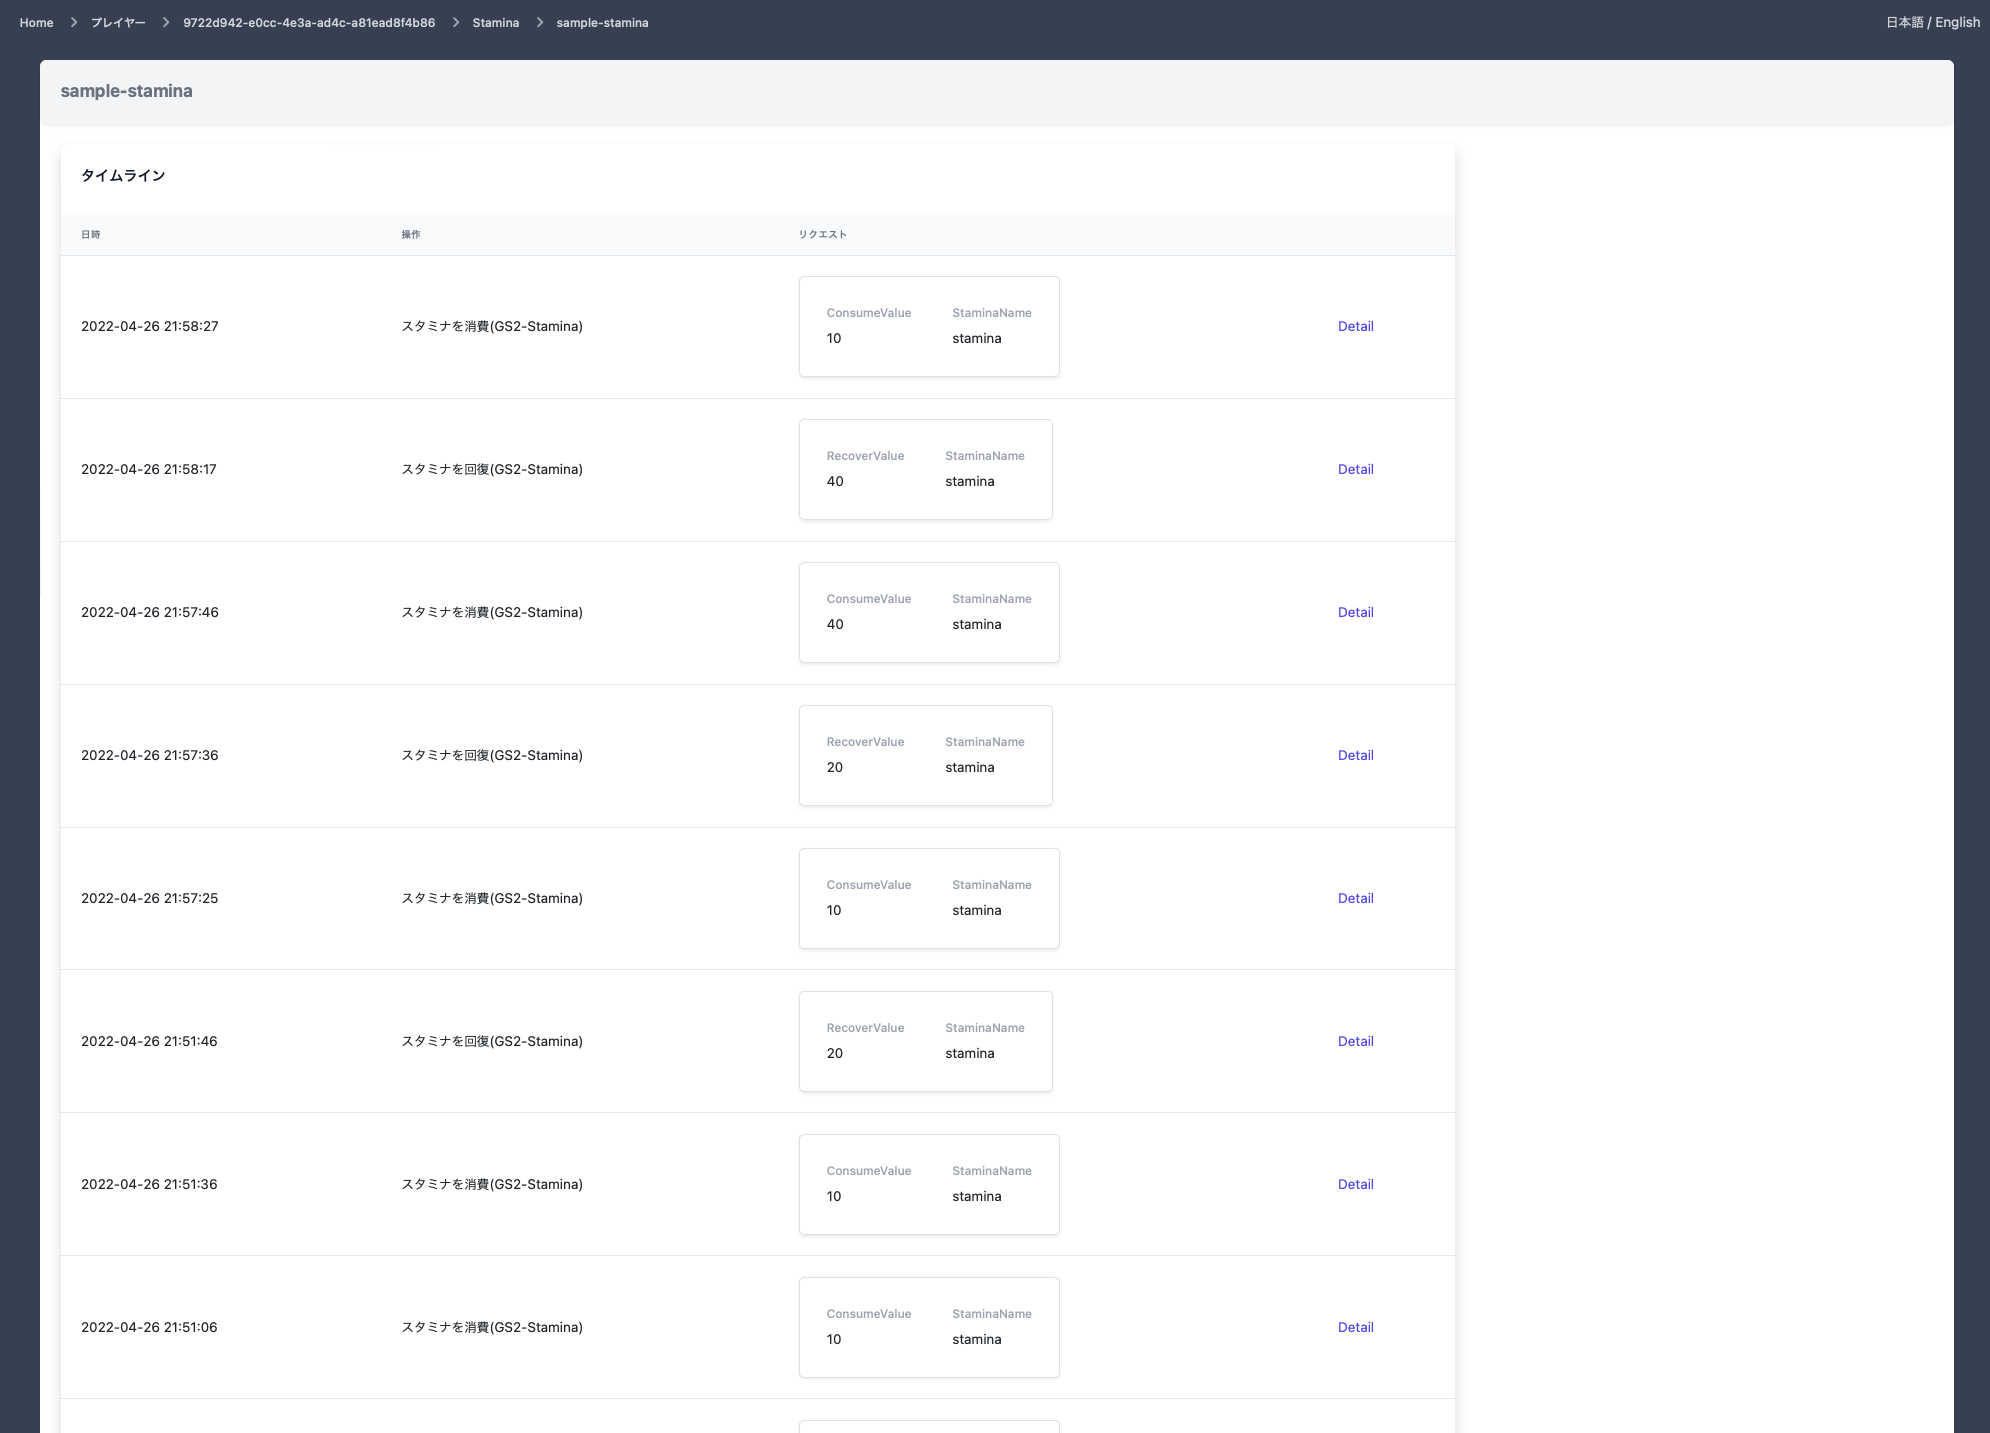 Home > プレイヤー > 9722d942-e0cc-4e3a-ad4c-a81ead8f4b86 > Stamina > sample-stamina
日本語 / English
sample-stamina
タイムライン
日時 操作 リクエスト
ConsumeValue StaminaName
2022-04-26 21:58:27 スタミナを消費(GS2-Stamina) Detail
10 stamina
RecoverValue StaminaName
2022-04-26 21:58:17 スタミナを回復(GS2-Stamina) Detail
40 stamina
ConsumeValue StaminaName
2022-04-26 21:57:46 スタミナを消費(GS2-Stamina) Detail
40 stamina
RecoverValue StaminaName
2022-04-26 21:57:36 スタミナを回復(GS2-Stamina) Detail
20 stamina
ConsumeValue StaminaName
2022-04-26 21:57:25 スタミナを消費(GS2-Stamina) Detail
10 stamina
RecoverValue StaminaName
2022-04-26 21:51:46 スタミナを回復(GS2-Stamina) Detail
20 stamina
ConsumeValue StaminaName
2022-04-26 21:51:36 スタミナを消費(GS2-Stamina) Detail
10 stamina
ConsumeValue StaminaName
2022-04-26 21:51:06 スタミナを消費(GS2-Stamina) Detail
10 stamina